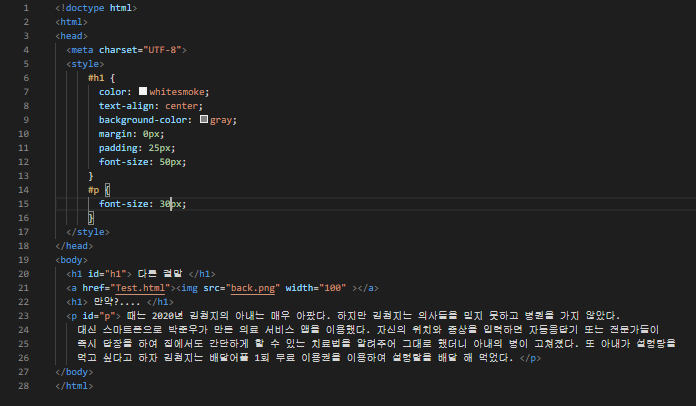 1 <!doctype html>
2 <html>
3 <head>
4 <meta charset="UTF-8">
5 <style>
6 #h1 {
7 color: whitesmoke;
8 text-align: center;
9 background-color: gray;
10 margin: 0px;
11 padding: 25px;
12 font-size: 50px;
13 }
14 #p {
15 font-size: 30px;
16 }
17 </style>
18 </head>
19 <body>
20 <h1 id="h1"> 다른 결말 </h1>
21 <a href="Test.html"><img src="back.png" width="100" ></a>
22 <h1> 만약?.... </h1>
23 <p id="p"> 때는 2020년 김첨지의 아내는 매우 아팠다. 하지만 김첨지는 의사들을 믿지 못하고 병원을 가지 않았다.
24 대신 스마트폰으로 박준우가 만든 의료 서비스 앱을 이용했다. 자신의 위치와 증상을 입력하면 자동응답기 또는 전문가들이
25 즉시 답장을 하여 집에서도 간단하게 할 수 있는 치료법을 알려주어 그대로 했더니 아내의 병이 고쳐졌다. 또 아내가 설렁탕을
26 먹고 싶다고 하자 김첨지는 배달어플 1회 무료 이용권을 이용하여 설렁탈을 배달 해 먹었다. </p>
27 </body>
28 </html>